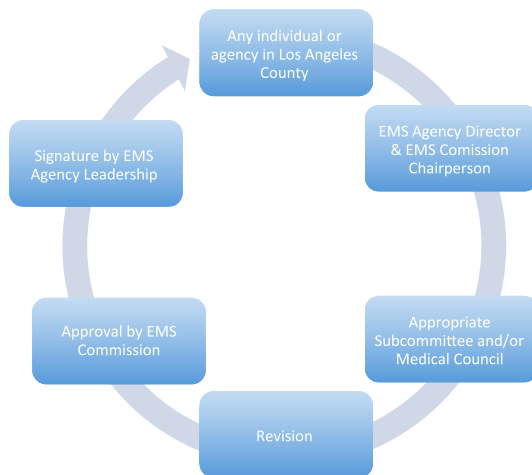 Any individual or
agency in Los Angeles
County
EMS Agency Director
& EMS Comission
Chairperson
Appropriate
Subcommittee and/or
Medical Council
Revision
Approval by EMS
Commission
Signature by EMS
Agency Leadership